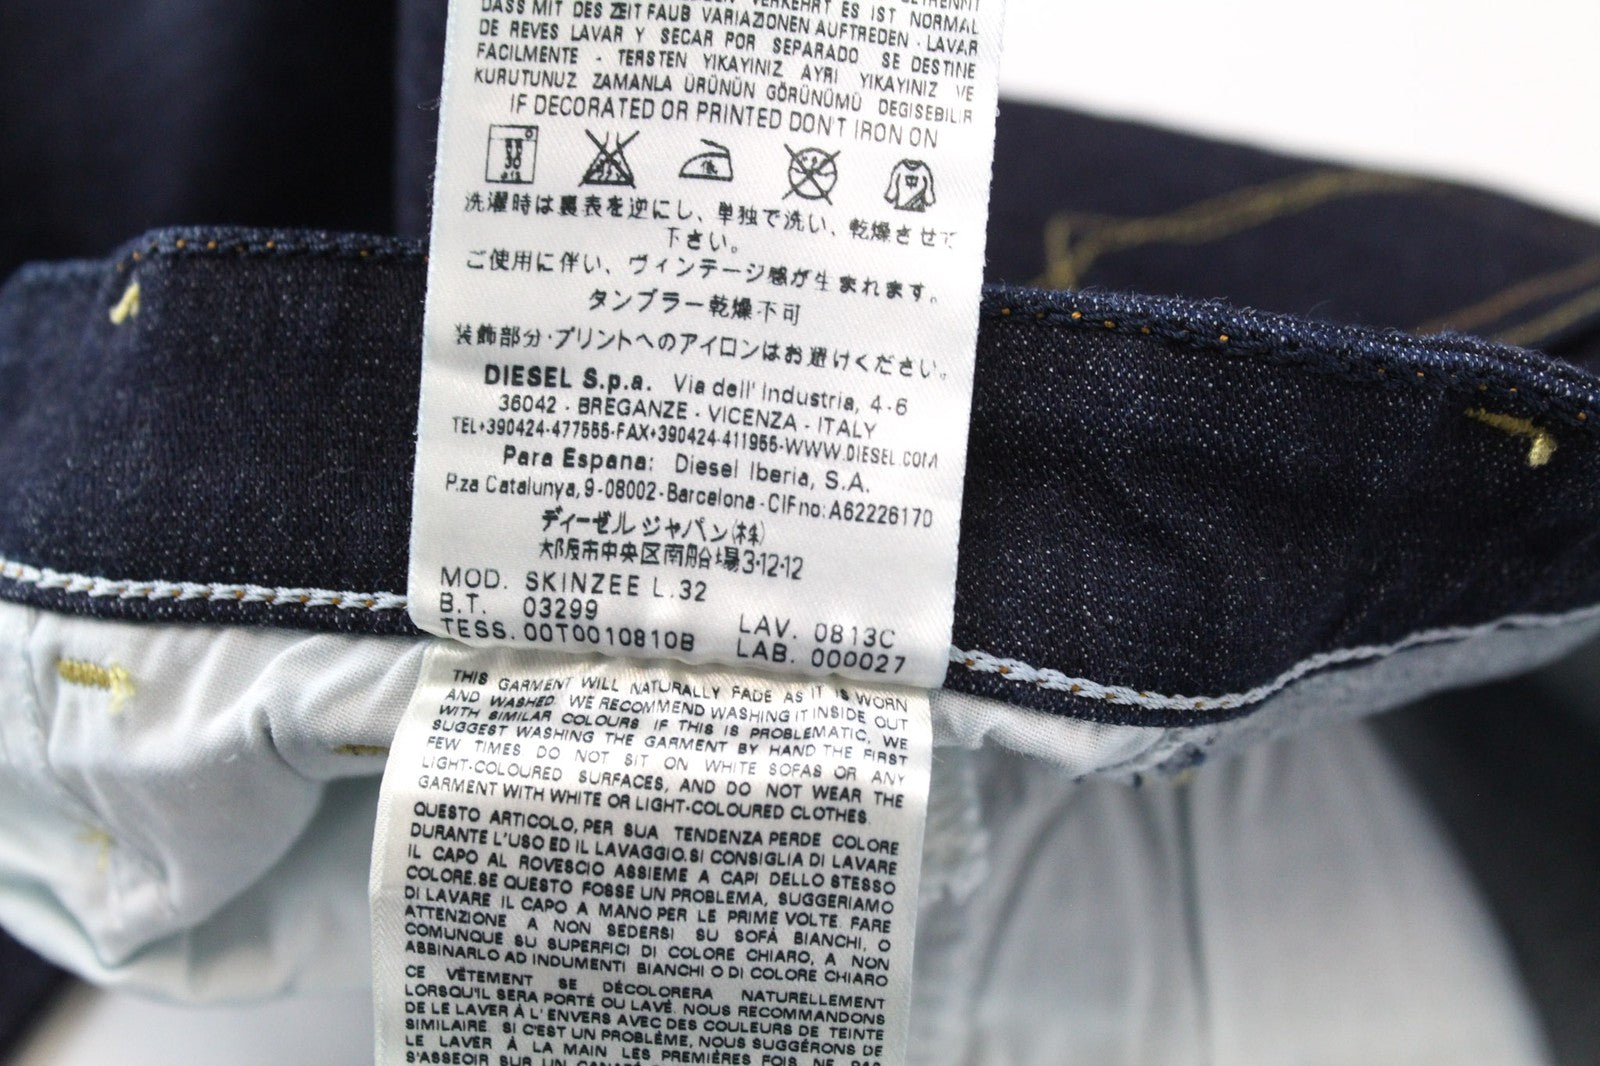 VERKEHRT ES IST NORMAL
DASS MIT DES ZEIT FAUB VARIAZIONEN AUFTREDEN - LAVAR
DE REVES LAVAR Y SECAR POR SEPARADO SE DESTINE
FACILMENTE - TERSTEN YIKAYINIZ AYRI YIKAYINIZ VE
KURUTUNUZ ZAMANLA ÜRÜNÜN GÖRÜNÜMÜ DEGISEBILIR
IF DECORATED OR PRINTED DON'T IRON ON
30
洗濯時は裏表を逆にし、単独で洗い、乾燥させて
下さい。
ご使用に伴い、ヴィンテージ感が生まれます。
タンブラー乾燥不可
装飾部分・プリントへのアイロンはお避けください。
DIESEL S.p.a. Via dell' Industria, 4-6
36042 - BREGANZE - VICENZA - ITALY
TEL+390424-477555-FAX+390424-411955-WWW.DIESEL.COM
Para Espana: Diesel Iberia, S.A.
P.za Catalunya, 9-08002-Barcelona-CIF no:A62226170
ディーゼル ジャパン(株)
大阪市中央区南船場3-12-12
MOD. SKINZEE L.32
B.T. 03299 LAV. 0813C
TESS. 00T0010810B LAB. 000027
THIS GARMENT WILL NATURALLY FADE AS IT IS WORN
AND WASHED. WE RECOMMEND WASHING IT INSIDE OUT
WITH SIMILAR COLOURS IF THIS IS PROBLEMATIC, WE
SUGGEST WASHING THE GARMENT BY HAND THE FIRST
FEW TIMES DO NOT SIT ON WHITE SOFAS OR ANY
LIGHT-COLOURED SURFACES, AND DO NOT WEAR THE
GARMENT WITH WHITE OR LIGHT-COLOURED CLOTHES.
QUESTO ARTICOLO, PER SUA TENDENZA PERDE COLORE
DURANTE L'USO ED IL LAVAGGIO.SI CONSIGLIA DI LAVARE
IL CAPO AL ROVESCIO ASSIEME A CAPI DELLO STESSO
COLORE.SE QUESTO FOSSE UN PROBLEMA, SUGGERIAMO
DI LAVARE IL CAPO A MANO PER LE PRIME VOLTE. FARE
ATTENZIONE A NON SEDERSI SU SOFÁ BIANCHI, O
COMUNQUE SU SUPERFICI DI COLORE CHIARO, A NON
ABBINARLO AD INDUMENTI BIANCHI O DI COLORE CHIARO
CE VÊTEMENT SE DÉCOLORERA NATURELLEMENT
LORSQU'IL SERA PORTÉ OU LAVÉ. NOUS RECOMMANDONS
DE LE LAVER À L'ENVERS AVEC DES COULEURS DE TEINTE
SIMILAIRE. SI C'EST UN PROBLÈME, NOUS SUGGÉRONS DE
LE LAVER À LA MAIN LES PREMIÈRES FOIS. NE PAS
S'ASSEOIR SUR UN